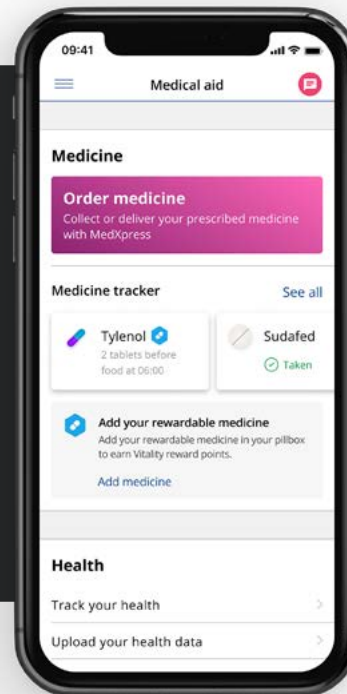 09:41
Medical aid
Medicine
Order medicine
Collect or deliver your prescribed medicine
with MedXpress
Medicine tracker See all
Tylenol
2 tablets before
food at 06:00
Sudafed
Taken
Add your rewardable medicine
Add your rewardable medicine in your pillbox
to earn Vitality reward points.
Add medicine
Health
Track your health
Upload your health data